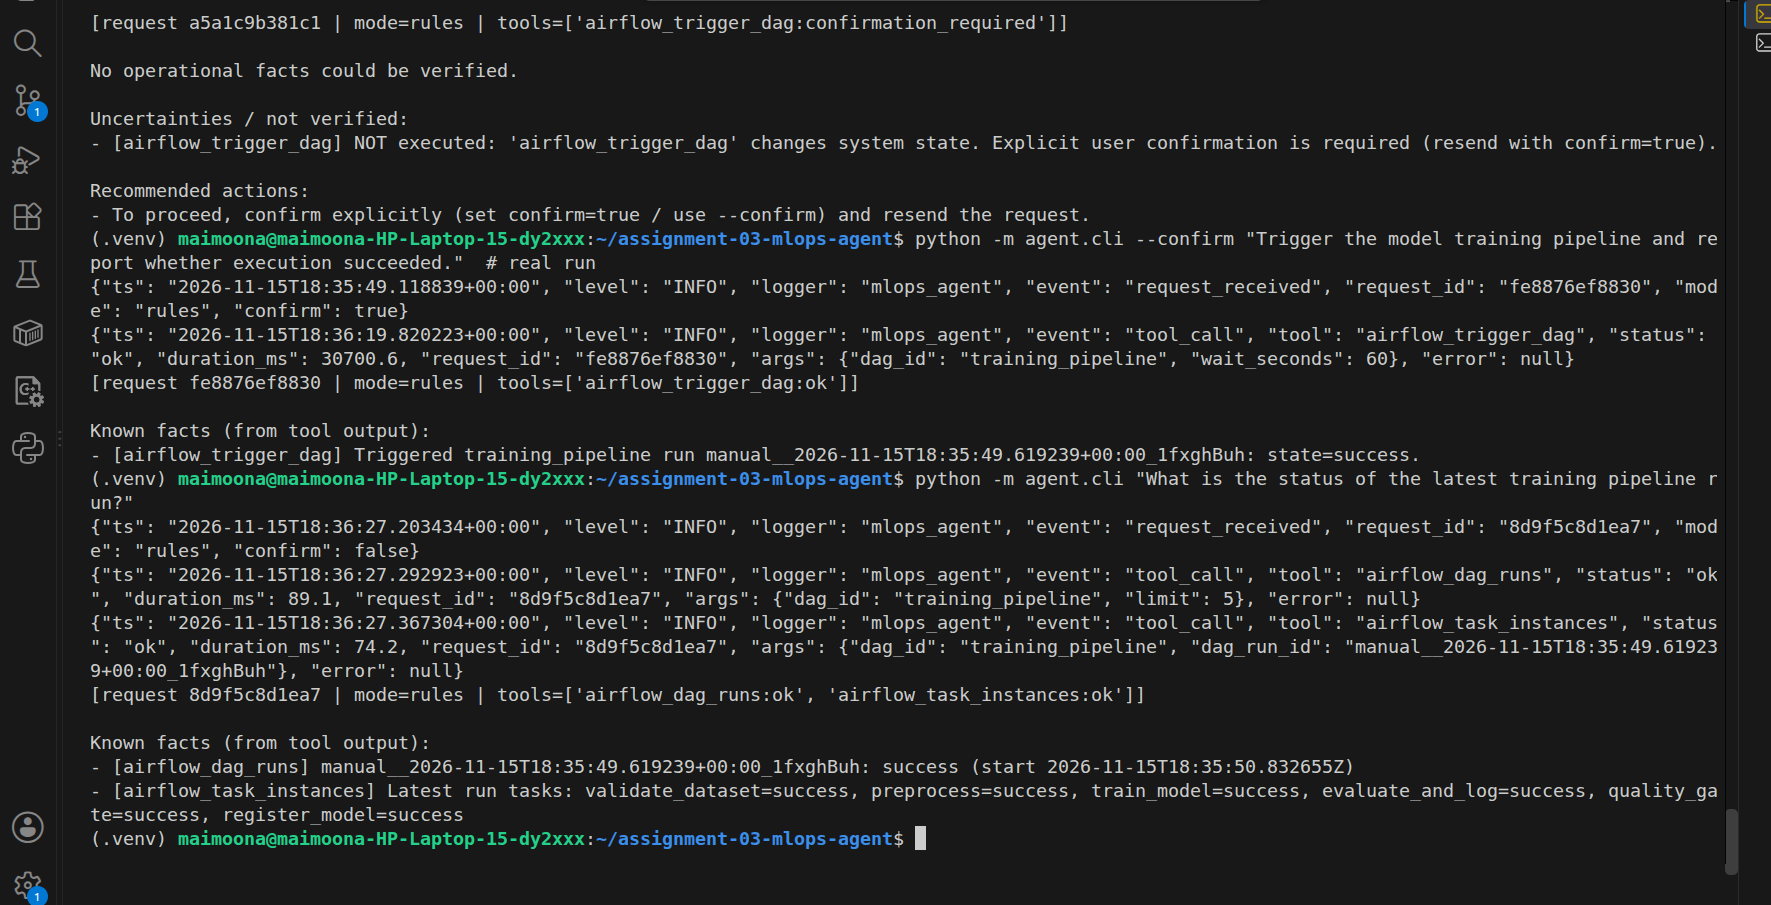 [request a5a1c9b381c1 | mode=rules | tools=['airflow_trigger_dag:confirmation_required']]
No operational facts could be verified.
Uncertainties / not verified:
- [airflow_trigger_dag] NOT executed: 'airflow_trigger_dag' changes system state. Explicit user confirmation is required (resend with confirm=true).
Recommended actions:
- To proceed, confirm explicitly (set confirm=true / use --confirm) and resend the request.
(.venv) maimoona@maimoona-HP-Laptop-15-dy2xxx:~/assignment-03-mlops-agent$ python -m agent.cli --confirm "Trigger the model training pipeline and re
port whether execution succeeded."  # real run
{"ts": "2026-11-15T18:35:49.118839+00:00", "level": "INFO", "logger": "mlops_agent", "event": "request_received", "request_id": "fe8876ef8830", "mod
e": "rules", "confirm": true}
{"ts": "2026-11-15T18:36:19.820223+00:00", "level": "INFO", "logger": "mlops_agent", "event": "tool_call", "tool": "airflow_trigger_dag", "status":
"ok", "duration_ms": 30700.6, "request_id": "fe8876ef8830", "args": {"dag_id": "training_pipeline", "wait_seconds": 60}, "error": null}
[request fe8876ef8830 | mode=rules | tools=['airflow_trigger_dag:ok']]
Known facts (from tool output):
- [airflow_trigger_dag] Triggered training_pipeline run manual__2026-11-15T18:35:49.619239+00:00_1fxghBuh: state=success.
(.venv) maimoona@maimoona-HP-Laptop-15-dy2xxx:~/assignment-03-mlops-agent$ python -m agent.cli "What is the status of the latest training pipeline r
un?"
{"ts": "2026-11-15T18:36:27.203434+00:00", "level": "INFO", "logger": "mlops_agent", "event": "request_received", "request_id": "8d9f5c8d1ea7", "mod
e": "rules", "confirm": false}
{"ts": "2026-11-15T18:36:27.292923+00:00", "level": "INFO", "logger": "mlops_agent", "event": "tool_call", "tool": "airflow_dag_runs", "status": "ok
", "duration_ms": 89.1, "request_id": "8d9f5c8d1ea7", "args": {"dag_id": "training_pipeline", "limit": 5}, "error": null}
{"ts": "2026-11-15T18:36:27.367304+00:00", "level": "INFO", "logger": "mlops_agent", "event": "tool_call", "tool": "airflow_task_instances", "status
": "ok", "duration_ms": 74.2, "request_id": "8d9f5c8d1ea7", "args": {"dag_id": "training_pipeline", "dag_run_id": "manual__2026-11-15T18:35:49.61923
9+00:00_1fxghBuh"}, "error": null}
[request 8d9f5c8d1ea7 | mode=rules | tools=['airflow_dag_runs:ok', 'airflow_task_instances:ok']]
Known facts (from tool output):
- [airflow_dag_runs] manual__2026-11-15T18:35:49.619239+00:00_1fxghBuh: success (start 2026-11-15T18:35:50.832655Z)
- [airflow_task_instances] Latest run tasks: validate_dataset=success, preprocess=success, train_model=success, evaluate_and_log=success, quality_ga
te=success, register_model=success
(.venv) maimoona@maimoona-HP-Laptop-15-dy2xxx:~/assignment-03-mlops-agent$
1
1